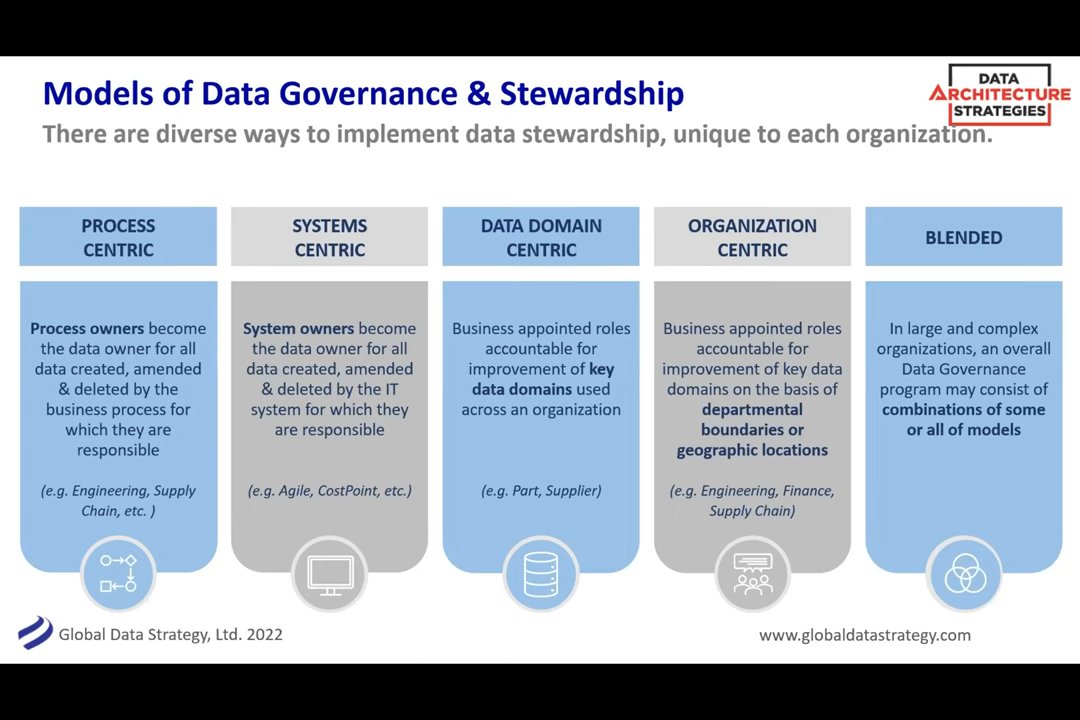 Models of Data Governance & Stewardship
There are diverse ways to implement data stewardship, unique to each organization.
DATA
ARCHITECTURE
STRATEGIES
PROCESS
CENTRIC
Process owners become
the data owner for all
data created, amended
& deleted by the
business process for
which they are
responsible
(e.g. Engineering, Supply
Chain, etc. )
SYSTEMS
CENTRIC
System owners become
the data owner for all
data created, amended
& deleted by the IT
system for which they
are responsible
(e.g. Agile, CostPoint, etc.)
DATA DOMAIN
CENTRIC
Business appointed roles
accountable for
improvement of key
data domains used
across an organization
(e.g. Part, Supplier)
ORGANIZATION
CENTRIC
Business appointed roles
accountable for
improvement of key data
domains on the basis of
departmental
boundaries or
geographic locations
(e.g. Engineering, Finance,
Supply Chain)
BLENDED
In large and complex
organizations, an overall
Data Governance
program may consist of
combinations of some
or all of models
Global Data Strategy, Ltd. 2022
www.globaldatastrategy.com